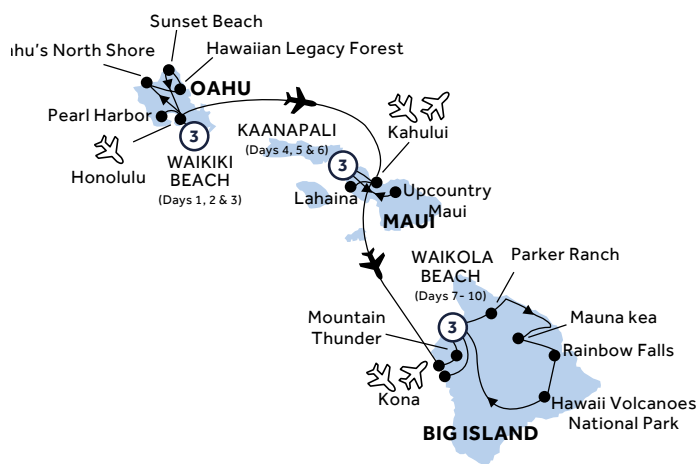 Sunset Beach
hu's North Shore
Hawaiian Legacy Forest
OAHU
Pearl Harbor
3
WAIKIKI
BEACH
(Days 1, 2 & 3)
Honolulu
KAANAPALI
(Days 4, 5 & 6)
3
Kahului
Lahaina
Upcountry
Maui
MAUI
WAIKOLA
BEACH
(Days 7 - 10)
3
Parker Ranch
Mountain
Thunder
Mauna kea
Rainbow Falls
Kona
Hawaii Volcanoes
National Park
BIG ISLAND